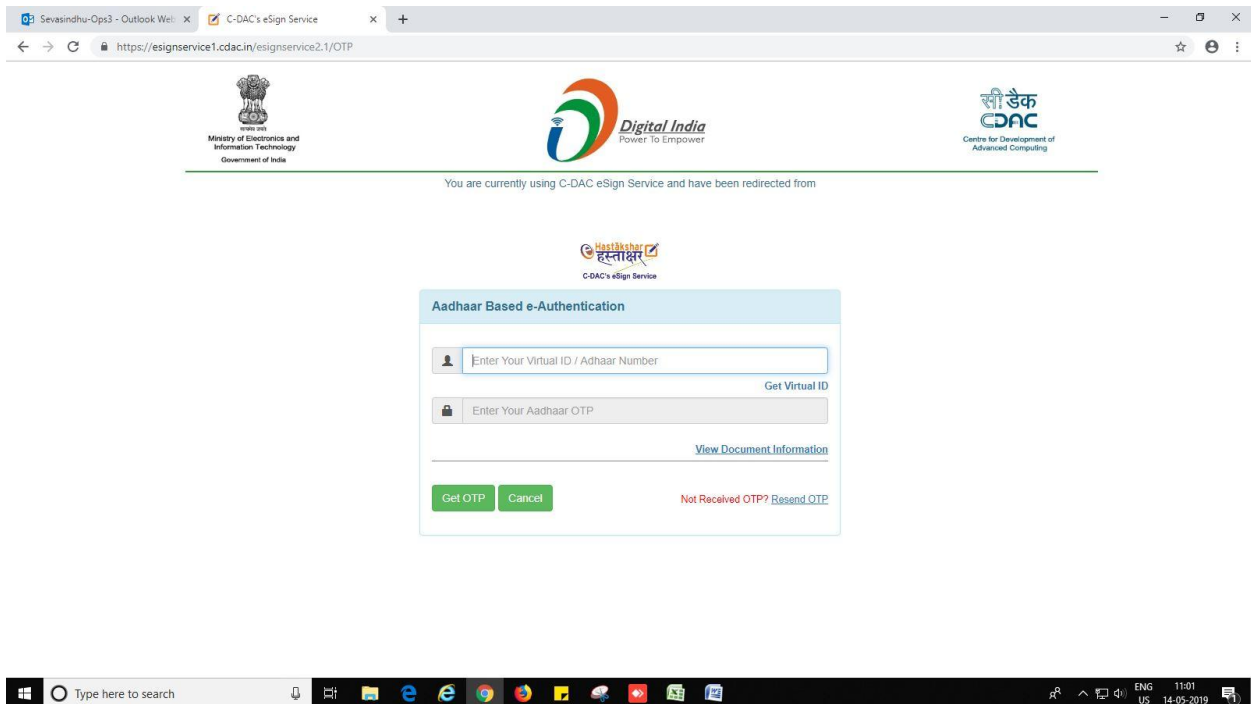 Sevasindhu-Ops3 - Outlook Web
C-DAC's eSign Service
https://esignservice1.cdac.in/esignservice2.1/OTP
सत्यमेव जयते
Ministry of Electronics and
Information Technology
Government of India
Digital India
Power To Empower
सी डैक
CDAC
Centre for Development of
Advanced Computing
You are currently using C-DAC eSign Service and have been redirected from
e Hastākshar
हस्ताक्षर
C-DAC's eSign Service
Aadhaar Based e-Authentication
Enter Your Virtual ID / Adhaar Number
Get Virtual ID
Enter Your Aadhaar OTP
View Document Information
Get OTP Cancel Not Received OTP? Resend OTP
Type here to search
ENG 11:01
US 14-05-2019